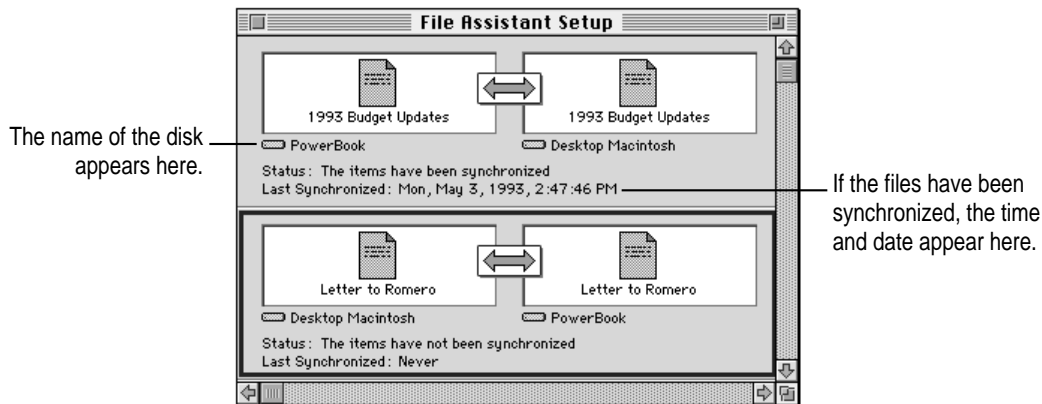 File Assistant Setup
1993 Budget Updates
1993 Budget Updates
The name of the disk
appears here.
PowerBook
Desktop Macintosh
Status: The items have been synchronized
Last Synchronized: Mon, May 3, 1993, 2:47:46 PM
If the files have been
synchronized, the time
and date appear here.
Letter to Romero
Letter to Romero
Desktop Macintosh
PowerBook
Status: The items have not been synchronized
Last Synchronized: Never